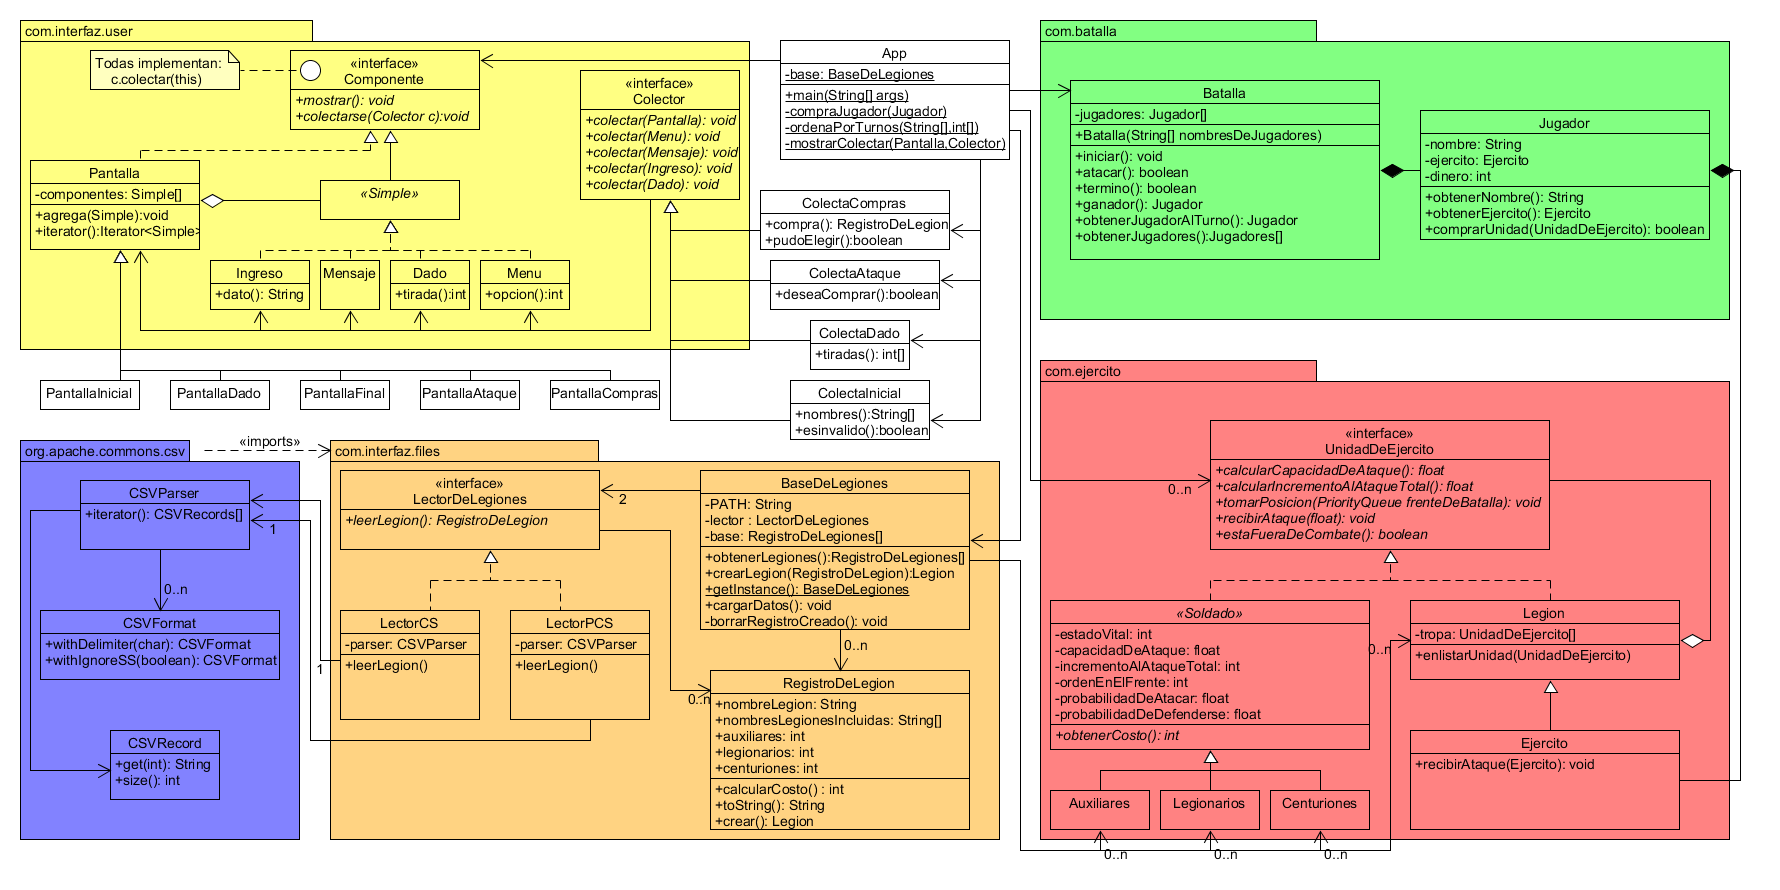 com.interfaz.user
Todas implementan:
c.colectar(this)
«interface»
Componente
+mostrar(): void
+colectarse(Colector c):void
«interface»
Colector
+colectar(Pantalla): void
+colectar(Menu): void
+colectar(Mensaje): void
+colectar(Ingreso): void
+colectar(Dado): void
Pantalla
-componentes: Simple[]
+agrega(Simple):void
+iterator():Iterator<Simple>
«Simple»
Ingreso
+dato(): String
Mensaje
Dado
+tirada():int
Menu
+opcion():int
PantallaInicial
PantallaDado
PantallaFinal
PantallaAtaque
PantallaCompras
App
-base: BaseDeLegiones
+main(String[] args)
-compraJugador(Jugador)
-ordenaPorTurnos(String[],int[])
-mostrarColectar(Pantalla,Colector)
ColectaCompras
+compra(): RegistroDeLegion
+pudoElegir():boolean
ColectaAtaque
+deseaComprar():boolean
ColectaDado
+tiradas(): int[]
ColectaInicial
+nombres():String[]
+esinvalido():boolean
com.batalla
Batalla
-jugadores: Jugador[]
+Batalla(String[] nombresDeJugadores)
+iniciar(): void
+atacar(): boolean
+termino(): boolean
+ganador(): Jugador
+obtenerJugadorAlTurno(): Jugador
+obtenerJugadores():Jugadores[]
Jugador
-nombre: String
-ejercito: Ejercito
-dinero: int
+obtenerNombre(): String
+obtenerEjercito(): Ejercito
+comprarUnidad(UnidadDeEjercito): boolean
org.apache.commons.csv
«imports»
CSVParser
+iterator(): CSVRecords[]
1
0..n
CSVFormat
+withDelimiter(char): CSVFormat
+withIgnoreSS(boolean): CSVFormat
CSVRecord
+get(int): String
+size(): int
com.interfaz.files
«interface»
LectorDeLegiones
+leerLegion(): RegistroDeLegion
2
BaseDeLegiones
-PATH: String
-lector : LectorDeLegiones
-base: RegistroDeLegiones[]
+obtenerLegiones():RegistroDeLegiones[]
+crearLegion(RegistroDeLegion):Legion
+getInstance(): BaseDeLegiones
+cargarDatos(): void
-borrarRegistroCreado(): void
0..n
LectorCS
-parser: CSVParser
+leerLegion()
1
LectorPCS
-parser: CSVParser
+leerLegion()
0..n
RegistroDeLegion
+nombreLegion: String
+nombresLegionesIncluidas: String[]
+auxiliares: int
+legionarios: int
+centuriones: int
+calcularCosto() : int
+toString(): String
+crear(): Legion
com.ejercito
«interface»
UnidadDeEjercito
+calcularCapacidadDeAtaque(): float
+calcularIncrementoAlAtaqueTotal(): float
+tomarPosicion(PriorityQueue frenteDeBatalla): void
+recibirAtaque(float): void
+estaFueraDeCombate(): boolean
0..n
«Soldado»
-estadoVital: int
-capacidadDeAtaque: float
-incrementoAlAtaqueTotal: int
-ordenEnElFrente: int
-probabilidadDeAtacar: float
-probabilidadDeDefenderse: float
+obtenerCosto(): int
0..n
Legion
-tropa: UnidadDeEjercito[]
+enlistarUnidad(UnidadDeEjercito)
Ejercito
+recibirAtaque(Ejercito): void
Auxiliares
Legionarios
Centuriones
0..n
0..n
0..n